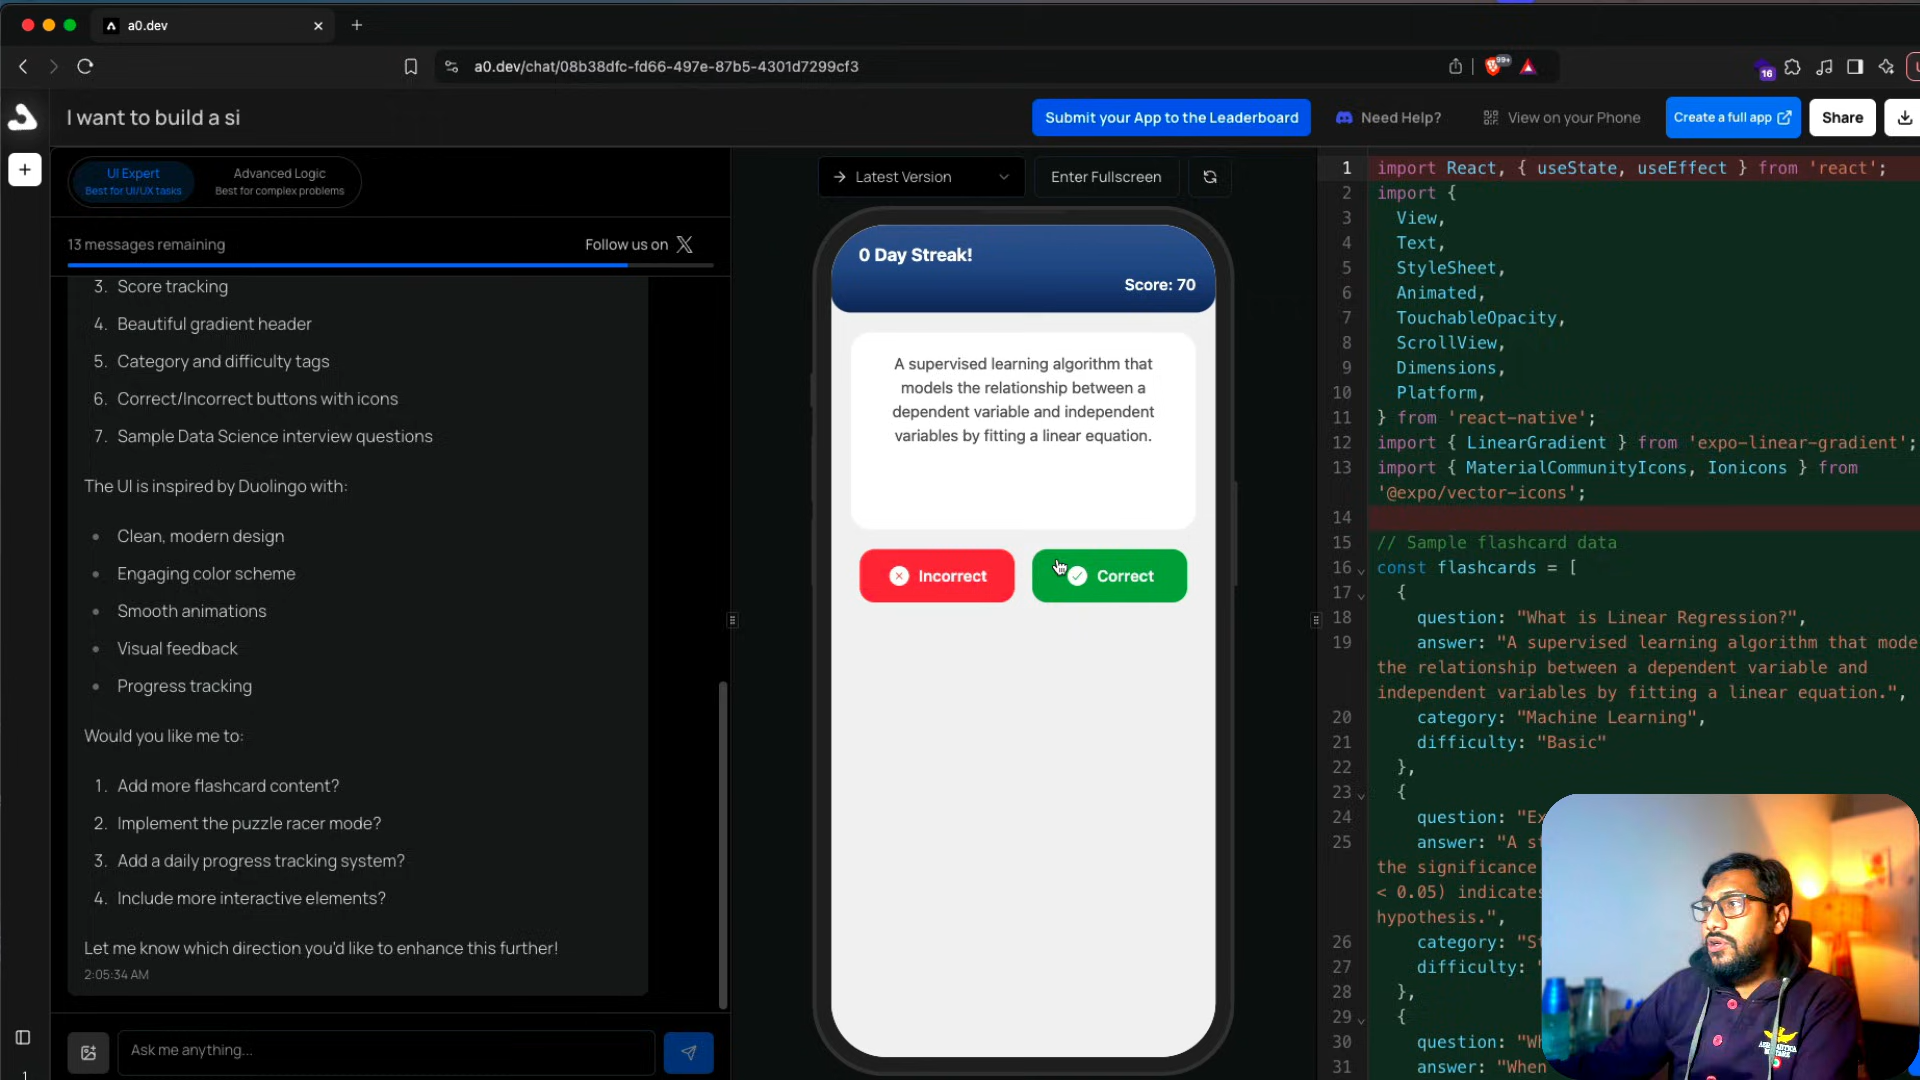 a0.dev
a0.dev/chat/08b38dfc-fd66-497e-87b5-4301d7299cf3
99+
16
I want to build a si
Submit your App to the Leaderboard
Need Help?
View on your Phone
Create a full app
Share
UI Expert
Best for UI/UX tasks
Advanced Logic
Best for complex problems
13 messages remaining
Follow us on X
3. Score tracking
4. Beautiful gradient header
5. Category and difficulty tags
6. Correct/Incorrect buttons with icons
7. Sample Data Science interview questions
The UI is inspired by Duolingo with:
• Clean, modern design
• Engaging color scheme
• Smooth animations
• Visual feedback
• Progress tracking
Would you like me to:
1. Add more flashcard content?
2. Implement the puzzle racer mode?
3. Add a daily progress tracking system?
4. Include more interactive elements?
Let me know which direction you'd like to enhance this further!
2:05:34 AM
Ask me anything...
1
Latest Version
Enter Fullscreen
0 Day Streak!
Score: 70
A supervised learning algorithm that
models the relationship between a
dependent variable and independent
variables by fitting a linear equation.
Incorrect
Correct
1 import React, { useState, useEffect } from 'react';
2 import {
3 View,
4 Text,
5 StyleSheet,
6 Animated,
7 TouchableOpacity,
8 ScrollView,
9 Dimensions,
10 Platform,
11 } from 'react-native';
12 import { LinearGradient } from 'expo-linear-gradient';
13 import { MaterialCommunityIcons, Ionicons } from
'@expo/vector-icons';
14
15 // Sample flashcard data
16 const flashcards = [
17 {
18 question: "What is Linear Regression?",
19 answer: "A supervised learning algorithm that mode
the relationship between a dependent variable and
independent variables by fitting a linear equation.",
20 category: "Machine Learning",
21 difficulty: "Basic"
22 },
23 {
24 question: "Ex
25 answer: "A s
the significance
< 0.05) indicates
hypothesis.",
26 category: "S
27 difficulty:
28 },
29 {
30 question: "Wh
31 answer: "When